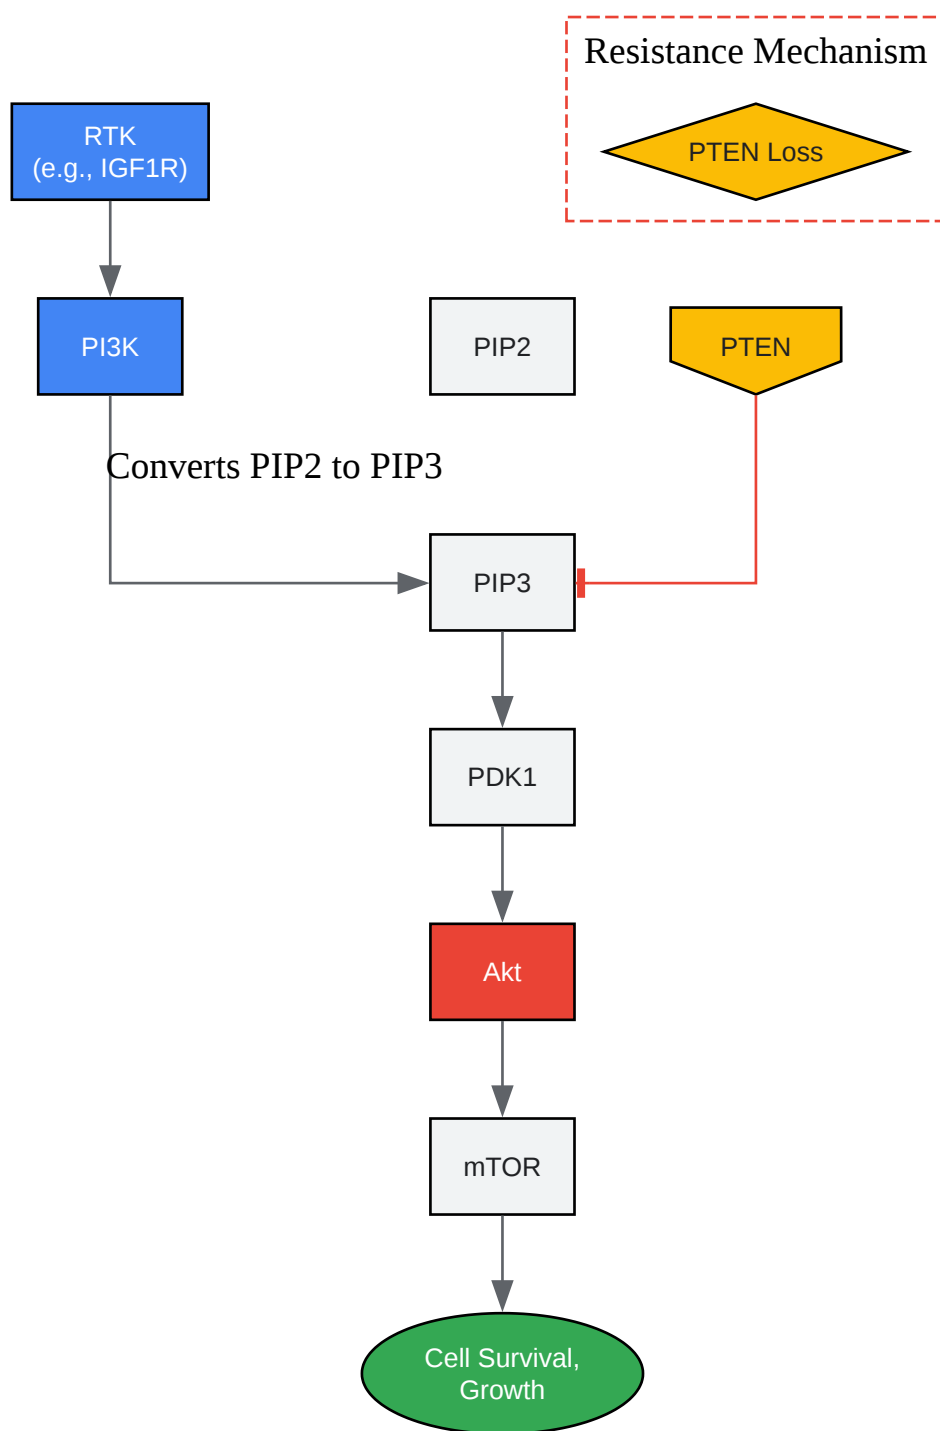 Resistance Mechanism
PTEN Loss
RTK
(e.g., IGF1R)
PI3K
PIP2
PTEN
Converts PIP2 to PIP3
PIP3
PDK1
Akt
mTOR
Cell Survival,
Growth